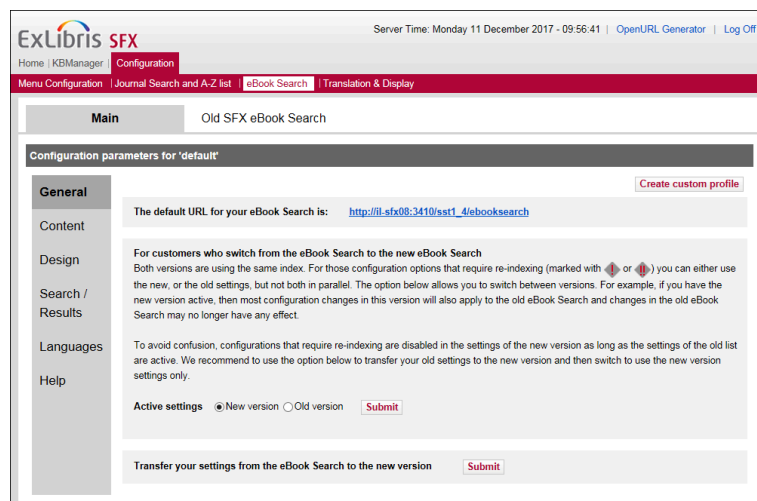 Server Time: Monday 11 December 2017 - 09:56:41 | OpenURL Generator | Log Off
ExLibris SFX
Home | KBManager | Configuration
Menu Configuration | Journal Search and A-Z list | eBook Search | Translation & Display
Main Old SFX eBook Search
Configuration parameters for 'default'
Create custom profile
General
Content
Design
Search /
Results
Languages
Help
The default URL for your eBook Search is: http://il-sfx08:3410/sst1_4/ebooksearch
For customers who switch from the eBook Search to the new eBook Search
Both versions are using the same index. For those configuration options that require re-indexing (marked with ! or !!) you can either use
the new, or the old settings, but not both in parallel. The option below allows you to switch between versions. For example, if you have the
new version active, then most configuration changes in this version will also apply to the old eBook Search and changes in the old eBook
Search may no longer have any effect.
To avoid confusion, configurations that require re-indexing are disabled in the settings of the new version as long as the settings of the old list
are active. We recommend to use the option below to transfer your old settings to the new version and then switch to use the new version
settings only.
Active settings New version Old version Submit
Transfer your settings from the eBook Search to the new version Submit